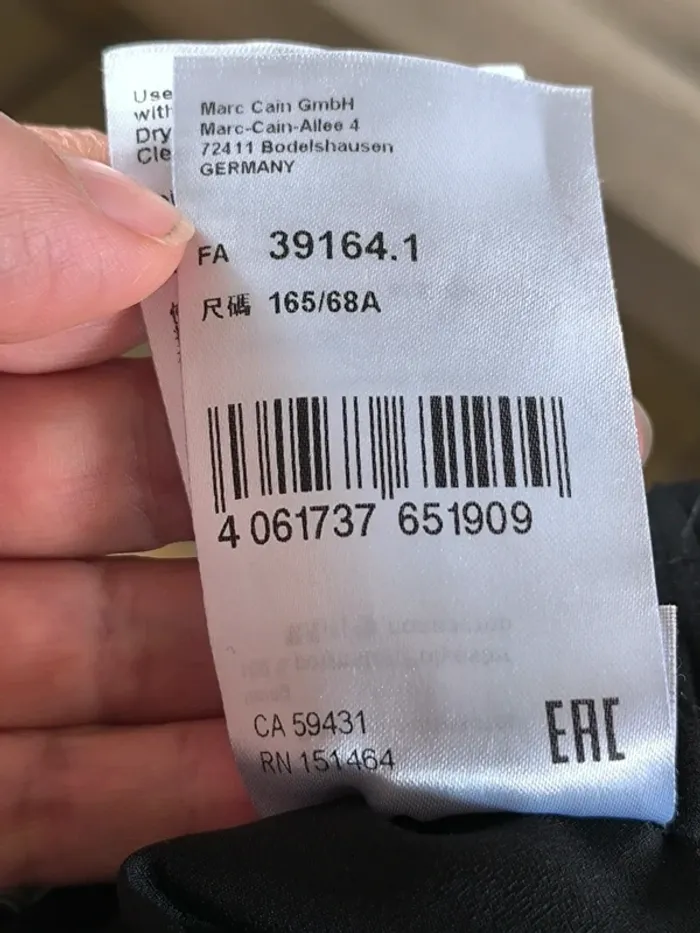 Use
with
Dry
Cle
Marc Cain GmbH
Marc-Cain-Allee 4
72411 Bodelshausen
GERMANY
FA 39164.1
尺碼 165/68A
4 061737 651909
CA 59431
RN 151464
EAC